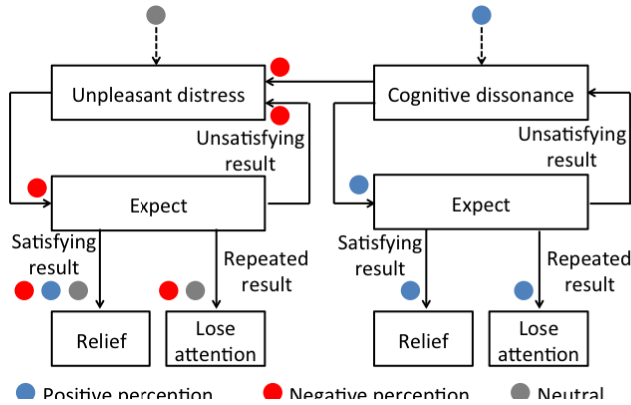 Unpleasant distress
Cognitive dissonance
Unsatisfying
result
Unsatisfying
result
Expect
Expect
Satisfying
result
Repeated
result
Satisfying
result
Repeated
result
Relief
Lose
attention
Relief
Lose
attention
Positive perception
Negative perception
Neutral